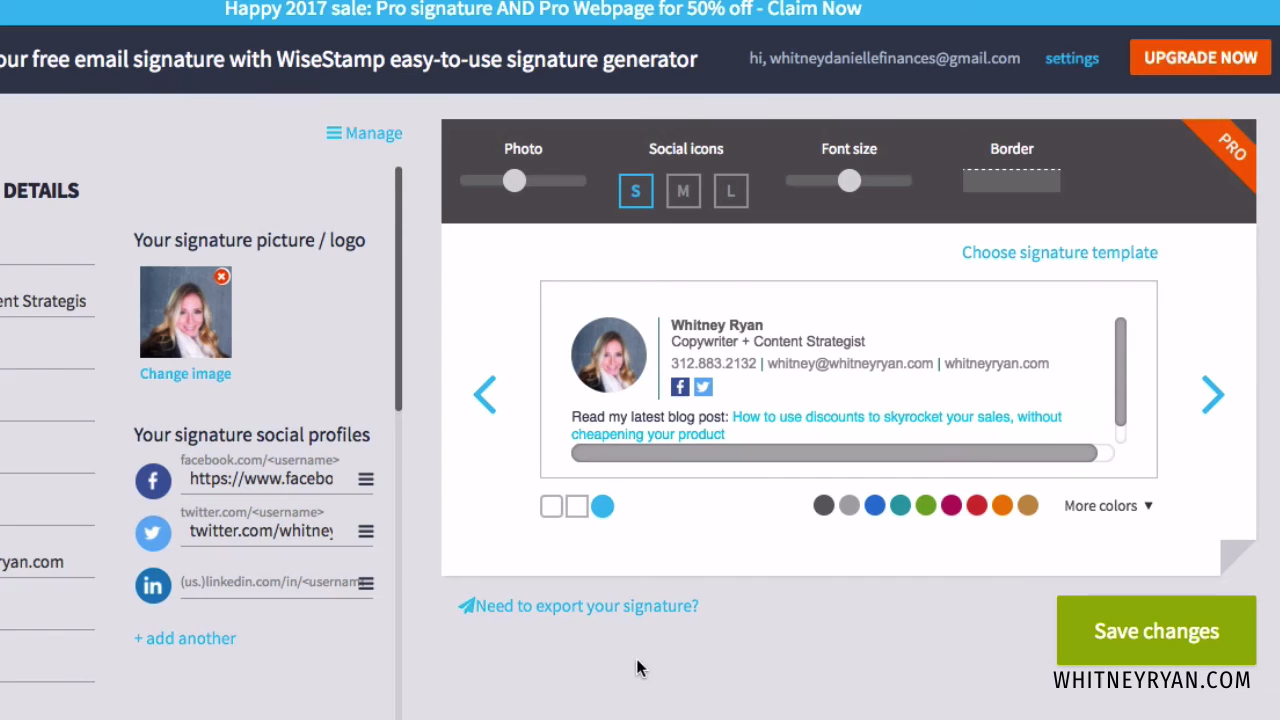 Happy 2017 sale: Pro signature AND Pro Webpage for 50% off - Claim Now
our free email signature with WiseStamp easy-to-use signature generator
hi, whitneydaniellefinances@gmail.com
settings
UPGRADE NOW
Manage
DETAILS
ent Strategis
ryan.com
Your signature picture / logo
Change image
Your signature social profiles
facebook.com/<username>
https://www.facebo
twitter.com/<username>
twitter.com/whitney
(us.)linkedin.com/in/<usernam
+ add another
Photo
Social icons
Font size
Border
PRO
S M L
Choose signature template
Whitney Ryan
Copywriter + Content Strategist
312.883.2132 | whitney@whitneyryan.com | whitneyryan.com
Read my latest blog post: How to use discounts to skyrocket your sales, without
cheapening your product
More colors ▼
Need to export your signature?
Save changes
WHITNEYRYAN.COM